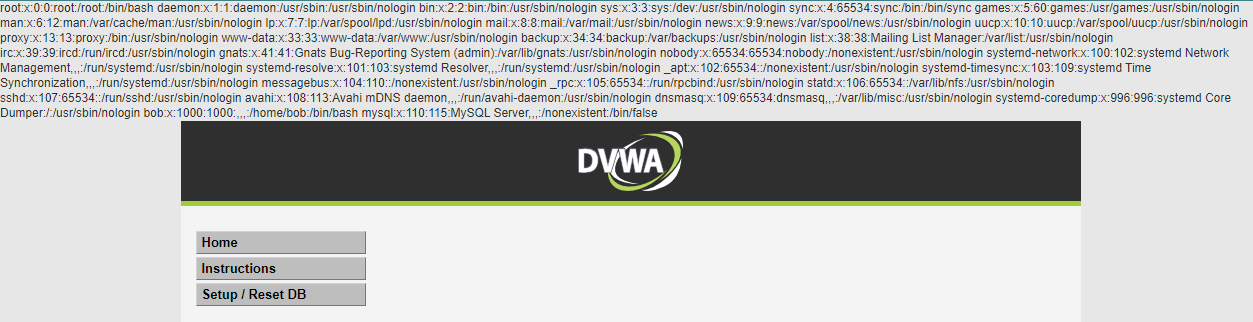 root:x:0:0:root:/root:/bin/bash daemon:x:1:1:daemon:/usr/sbin:/usr/sbin/nologin bin:x:2:2:bin:/bin:/usr/sbin/nologin sys:x:3:3:sys:/dev:/usr/sbin/nologin sync:x:4:65534:sync:/bin:/bin/sync games:x:5:60:games:/usr/games:/usr/sbin/nologin
man:x:6:12:man:/var/cache/man:/usr/sbin/nologin lp:x:7:7:lp:/var/spool/lpd:/usr/sbin/nologin mail:x:8:8:mail:/var/mail:/usr/sbin/nologin news:x:9:9:news:/var/spool/news:/usr/sbin/nologin uucp:x:10:10:uucp:/var/spool/uucp:/usr/sbin/nologin
proxy:x:13:13:proxy:/bin:/usr/sbin/nologin www-data:x:33:33:www-data:/var/www:/usr/sbin/nologin backup:x:34:34:backup:/var/backups:/usr/sbin/nologin list:x:38:38:Mailing List Manager:/var/list:/usr/sbin/nologin
irc:x:39:39:ircd:/run/ircd:/usr/sbin/nologin gnats:x:41:41:Gnats Bug-Reporting System (admin):/var/lib/gnats:/usr/sbin/nologin nobody:x:65534:65534:nobody:/nonexistent:/usr/sbin/nologin systemd-network:x:100:102:systemd Network
Management,,,:/run/systemd:/usr/sbin/nologin systemd-resolve:x:101:103:systemd Resolver,,,:/run/systemd:/usr/sbin/nologin _apt:x:102:65534::/nonexistent:/usr/sbin/nologin systemd-timesync:x:103:109:systemd Time
Synchronization,,,:/run/systemd:/usr/sbin/nologin messagebus:x:104:110::/nonexistent:/usr/sbin/nologin _rpc:x:105:65534::/run/rpcbind:/usr/sbin/nologin statd:x:106:65534::/var/lib/nfs:/usr/sbin/nologin
sshd:x:107:65534::/run/sshd:/usr/sbin/nologin avahi:x:108:113:Avahi mDNS daemon,,,:/run/avahi-daemon:/usr/sbin/nologin dnsmasq:x:109:65534:dnsmasq,,,:/var/lib/misc:/usr/sbin/nologin systemd-coredump:x:996:996:systemd Core
Dumper:/:/usr/sbin/nologin bob:x:1000:1000:,,,:/home/bob:/bin/bash mysql:x:110:115:MySQL Server,,,:/nonexistent:/bin/false
DVWA
Home
Instructions
Setup / Reset DB